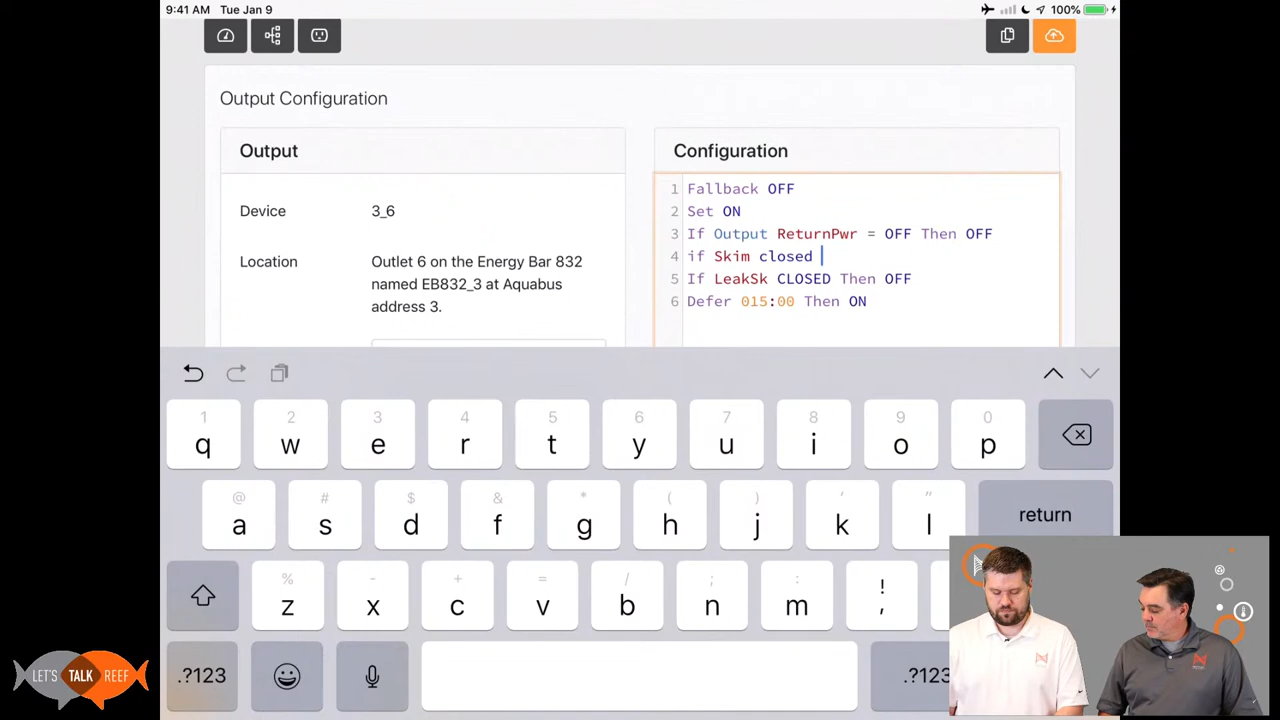 9:41 AM Tue Jan 9
100%
Output Configuration
Output
Device 3_6
Location Outlet 6 on the Energy Bar 832
named EB832_3 at Aquabus
address 3.
Configuration
1 Fallback OFF
2 Set ON
3 If Output ReturnPwr = OFF Then OFF
4 if Skim closed
5 If LeakSk CLOSED Then OFF
6 Defer 015:00 Then ON
1 2 3 4 5 6 7 8 9 0
q w e r t y u i o p
@ # $ & * ( ) ' "
a s d f g h j k l return
% - + = / ; : ! ,
z x c v b n m
.?123 .?123
LET'S TALK REEF